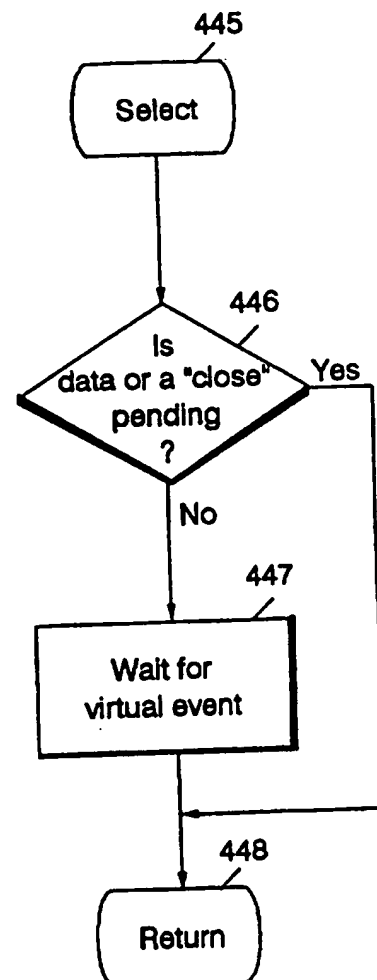 445
Select
446
Is
data or a "close"
pending
?
Yes
No
447
Wait for
virtual event
448
Return